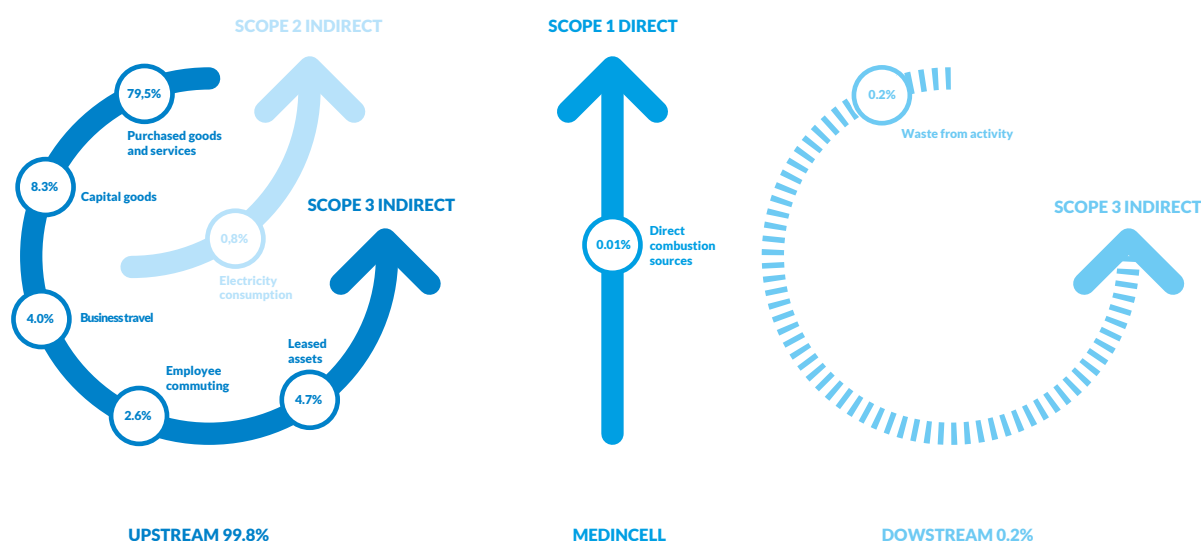 SCOPE 2 INDIRECT
79,5%
Purchased goods
and services
8.3%
Capital goods
SCOPE 3 INDIRECT
0,8%
Electricity
consumption
4.0%
Business travel
Leased
assets
4.7%
Employee
commuting
2.6%
UPSTREAM 99.8%
SCOPE 1 DIRECT
0.01%
Direct
combustion
sources
MEDINCELL
0.2%
Waste from activity
SCOPE 3 INDIRECT
DOWSTREAM 0.2%